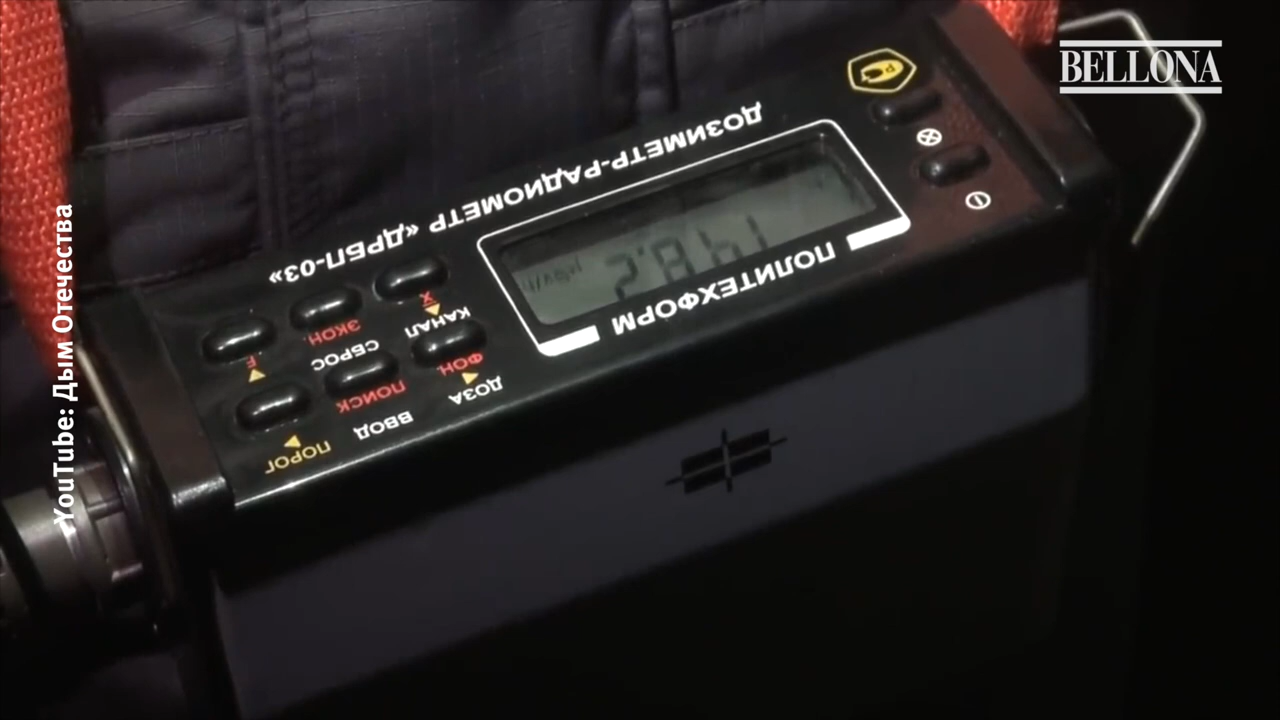 BELLONA
YouTube: Дым Отечества
ПОЛИТЕХФОРМ
ДОЗИМЕТР-РАДИОМЕТР «ДРБП-03»
ДОЗА
ВВОД
ПОРОГ
ФОН.
ПОИСК
КАНАЛ
СБРОС
ЭКОН.